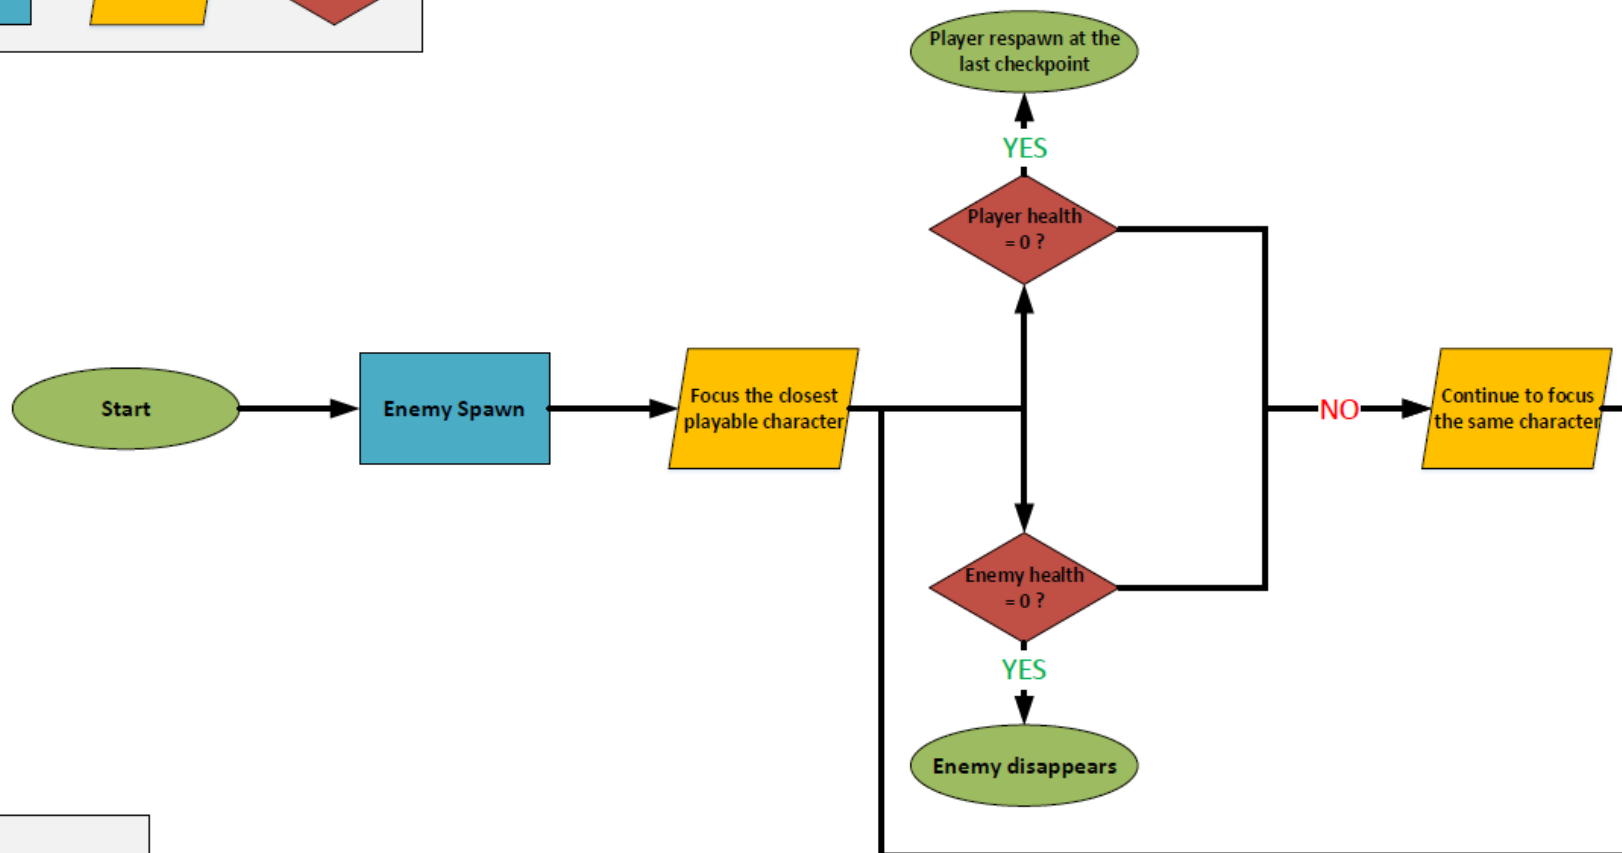 Player respawn at the
last checkpoint
YES
Player health
= 0 ?
Start
Enemy Spawn
Focus the closest
playable character
NO
Continue to focus
the same character
Enemy health
= 0 ?
YES
Enemy disappears